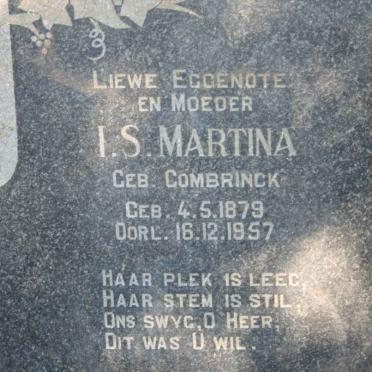 LIEWE EGGENOTE
EN MOEDER
I.S. MARTINA
GEB. COMBRINCK
GEB. 4.5.1879
OORL. 16.12.1957
HAAR PLEK IS LEEG,
HAAR STEM IS STIL,
ONS SWYG, O HEER,
DIT WAS U WIL.